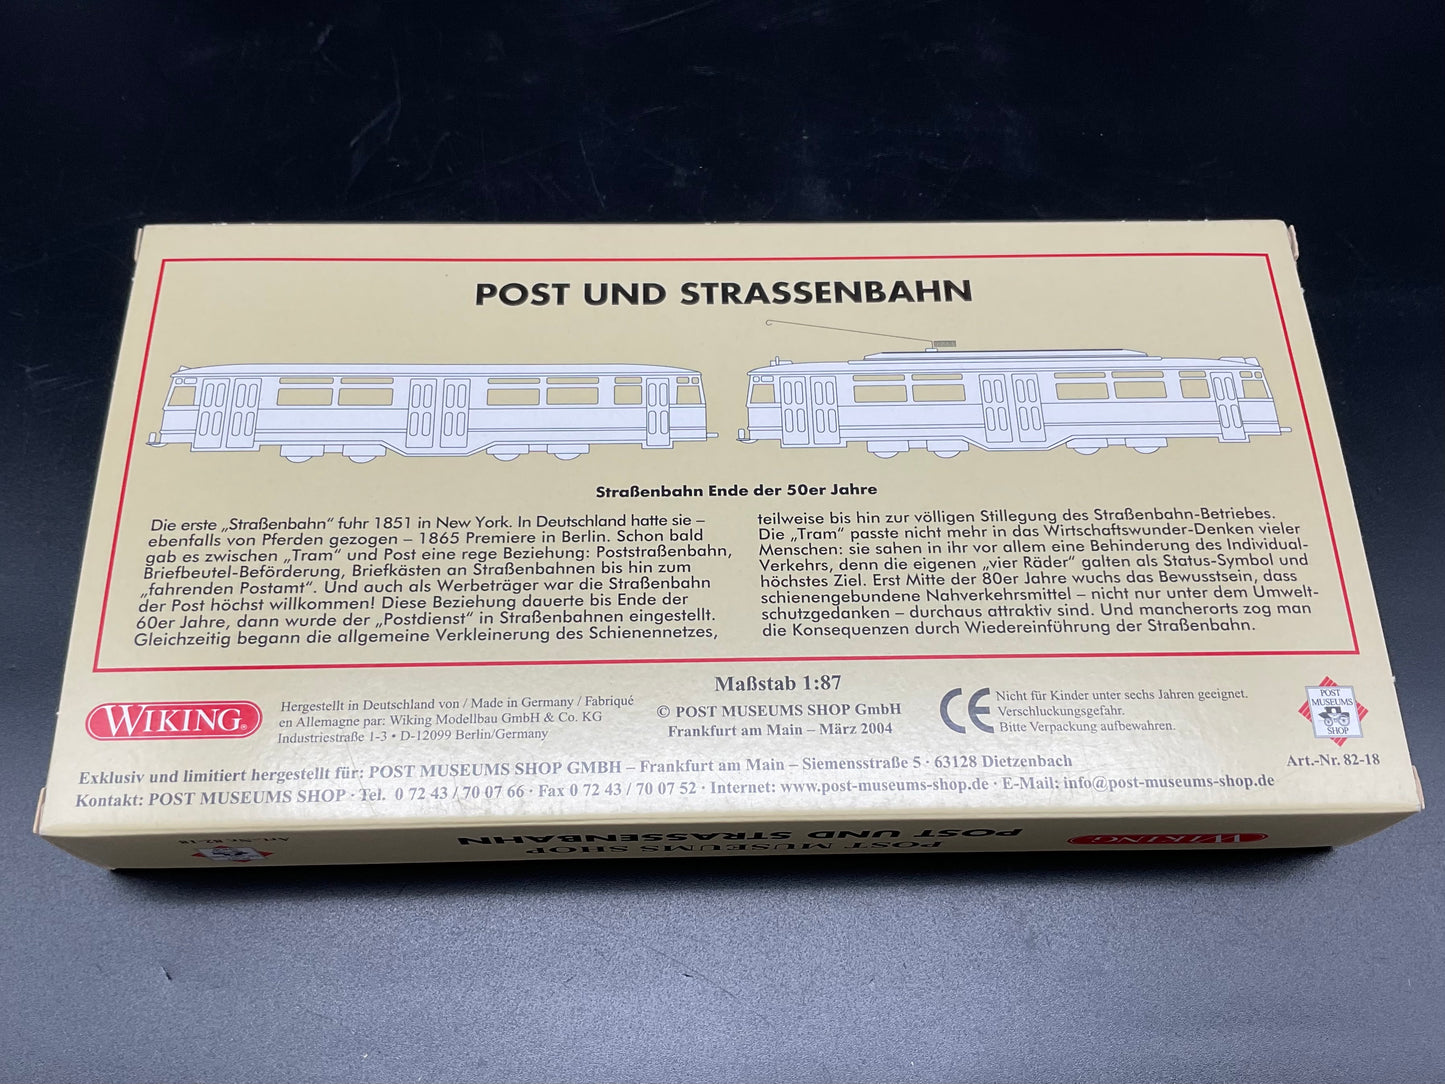 POST UND STRASSENBAHN
Straßenbahn Ende der 50er Jahre
Die erste „Straßenbahn“ fuhr 1851 in New York. In Deutschland hatte sie –
ebenfalls von Pferden gezogen – 1865 Premiere in Berlin. Schon bald
gab es zwischen „Tram“ und Post eine rege Beziehung: Poststraßenbahn,
Briefbeutel-Beförderung, Briefkästen an Straßenbahnen bis hin zum
„fahrenden Postamt“. Und auch als Werbeträger war die Straßenbahn
der Post höchst willkommen! Diese Beziehung dauerte bis Ende der
60er Jahre, dann wurde der „Postdienst“ in Straßenbahnen eingestellt.
Gleichzeitig begann die allgemeine Verkleinerung des Schienennetzes,
teilweise bis hin zur völligen Stillegung des Straßenbahn-Betriebes.
Die „Tram“ passte nicht mehr in das Wirtschaftswunder-Denken vieler
Menschen: sie sahen in ihr vor allem eine Behinderung des Individual-
Verkehrs, denn die eigenen „vier Räder“ galten als Status-Symbol und
höchstes Ziel. Erst Mitte der 80er Jahre wuchs das Bewusstsein, dass
schienengebundene Nahverkehrsmittel – nicht nur unter dem Umwelt-
schutzgedanken – durchaus attraktiv sind. Und mancherorts zog man
die Konsequenzen durch Wiedereinführung der Straßenbahn.
WIKING®
Hergestellt in Deutschland von / Made in Germany / Fabriqué
en Allemagne par: Wiking Modellbau GmbH & Co. KG
Industriestraße 1-3 • D-12099 Berlin/Germany
Maßstab 1:87
© POST MUSEUMS SHOP GmbH
Frankfurt am Main – März 2004
CE
Nicht für Kinder unter sechs Jahren geeignet.
Verschluckungsgefahr.
Bitte Verpackung aufbewahren.
POST
MUSEUMS
SHOP
Art.-Nr. 82-18
Exklusiv und limitiert hergestellt für: POST MUSEUMS SHOP GMBH – Frankfurt am Main – Siemensstraße 5 · 63128 Dietzenbach
Kontakt: POST MUSEUMS SHOP · Tel. 0 72 43 / 70 07 66 · Fax 0 72 43 / 70 07 52 · Internet: www.post-museums-shop.de · E-Mail: info@post-museums-shop.de
WIKING
POST MUSEUMS SHOP
POST UND STRASSENBAHN
Art.-Nr. 82-18